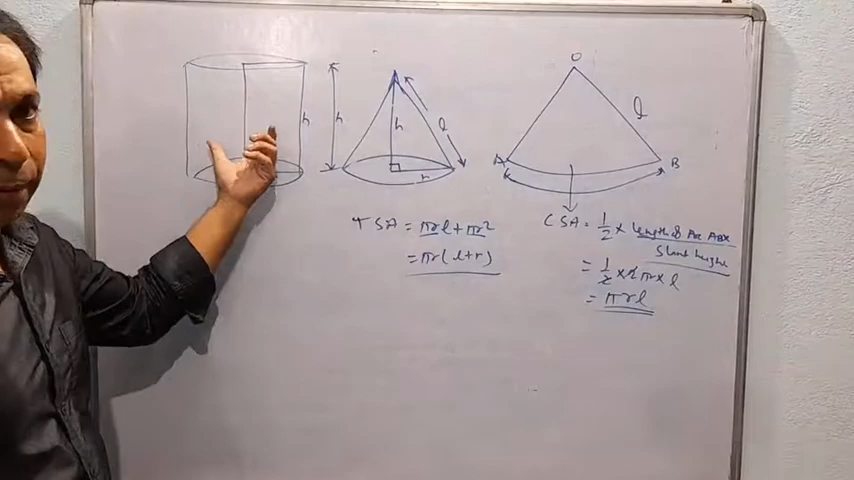 O
h
h
h
l
l
r
A
B
TSA = πrl + πr²
= πr(l+r)
CSA = 1/2 × Length of Arc AB ×
Slant height
= 1/2 × 2πr × l
= πrl